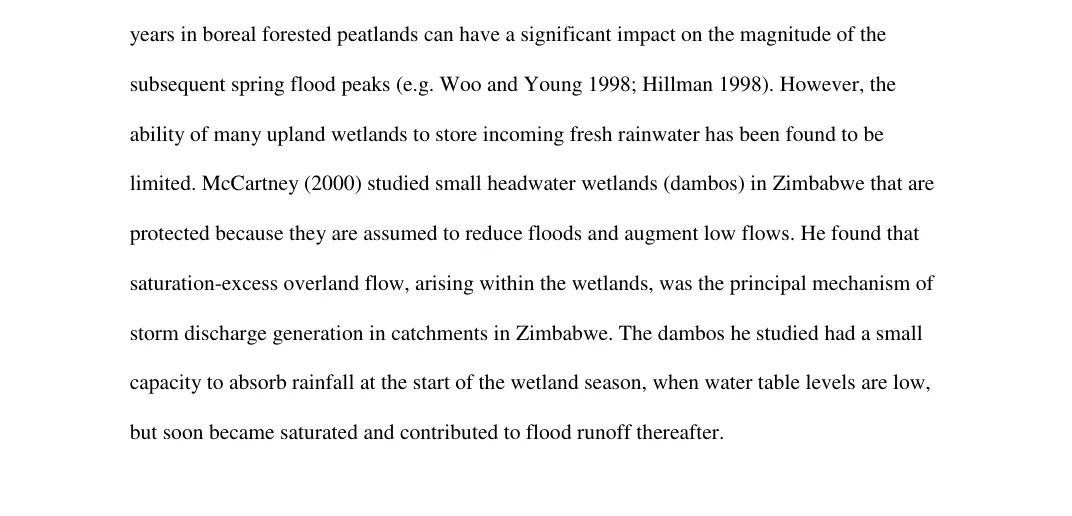 years in boreal forested peatlands can have a significant impact on the magnitude of the
subsequent spring flood peaks (e.g. Woo and Young 1998; Hillman 1998). However, the
ability of many upland wetlands to store incoming fresh rainwater has been found to be
limited. McCartney (2000) studied small headwater wetlands (dambos) in Zimbabwe that are
protected because they are assumed to reduce floods and augment low flows. He found that
saturation-excess overland flow, arising within the wetlands, was the principal mechanism of
storm discharge generation in catchments in Zimbabwe. The dambos he studied had a small
capacity to absorb rainfall at the start of the wetland season, when water table levels are low,
but soon became saturated and contributed to flood runoff thereafter.